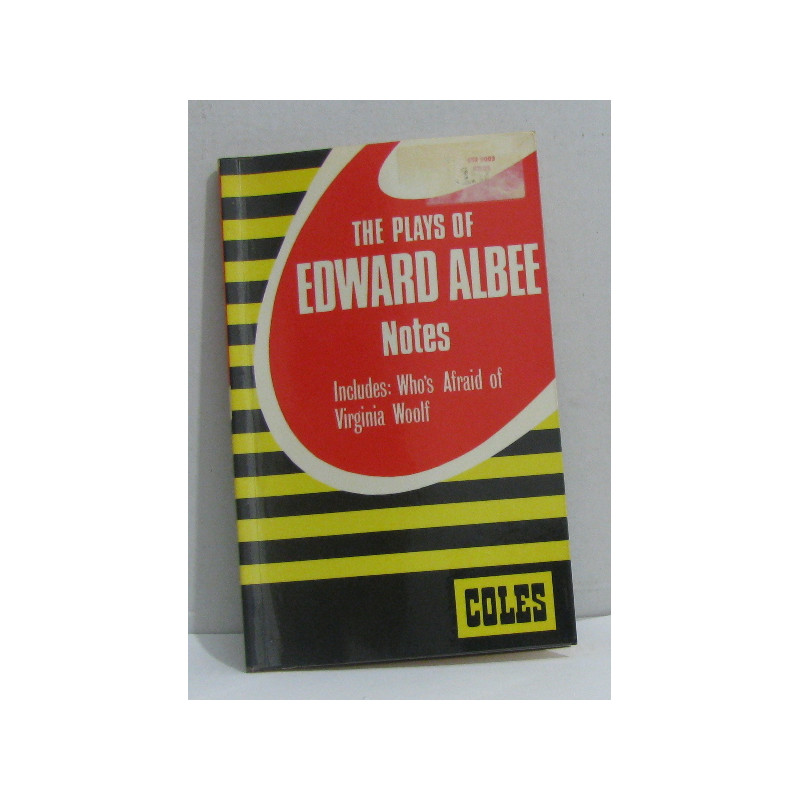 THE PLAYS OF
EDWARD ALBEE
Notes
Includes: Who's Afraid of
Virginia Woolf
COLES